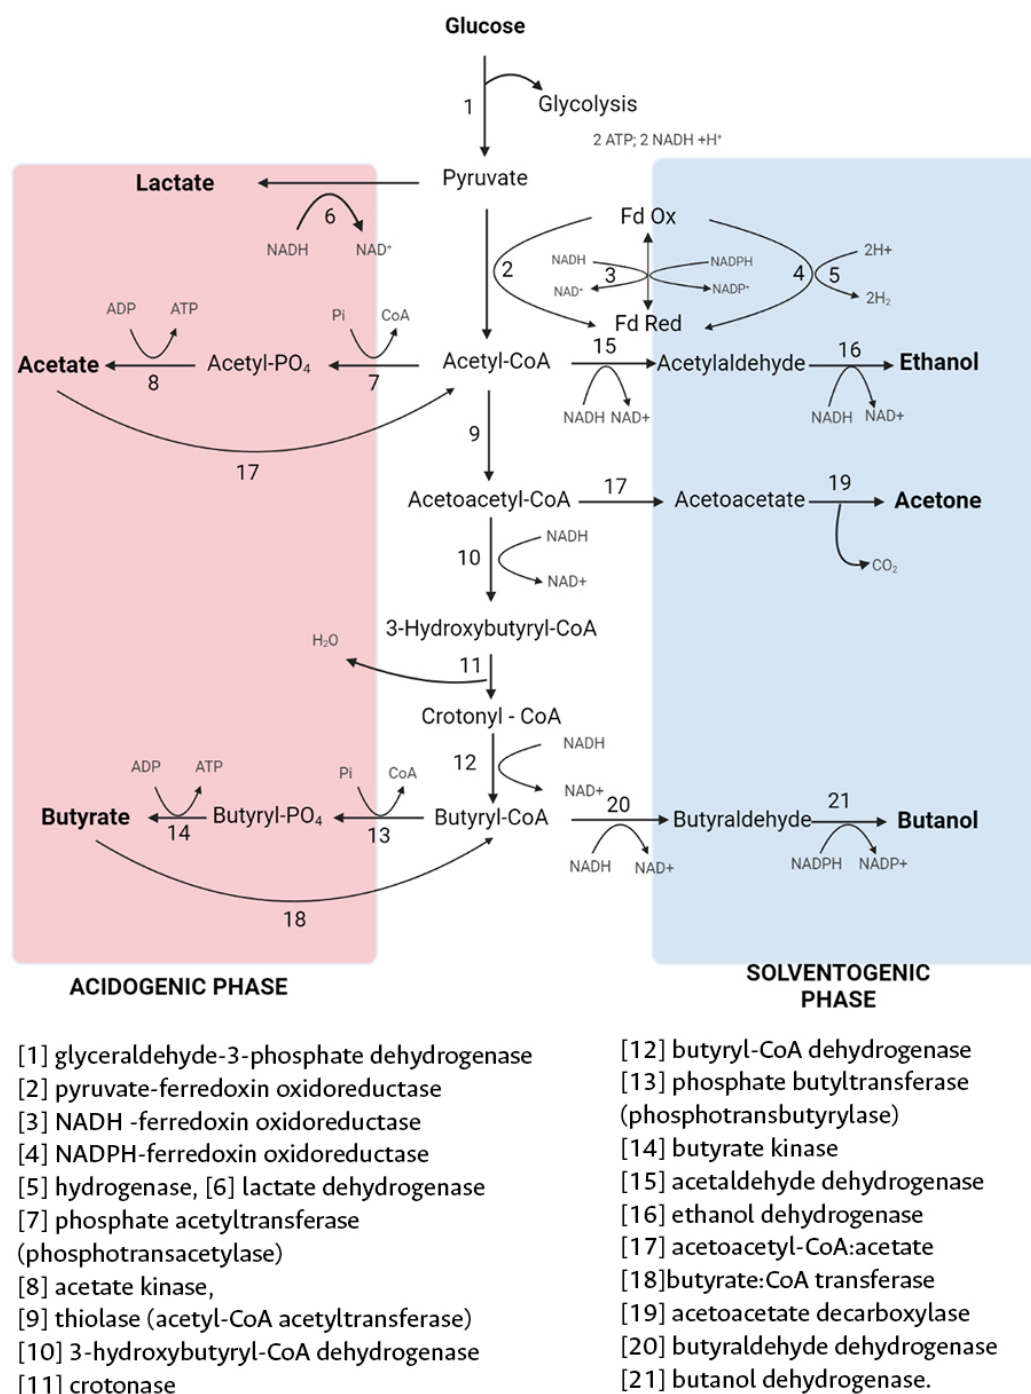 Glucose
1
Glycolysis
2 ATP; 2 NADH +H⁺
Pyruvate
Lactate
6
NADH
NAD⁺
Fd Ox
2
NADH
3
NAD⁺
NADPH
NADP⁺
4
5
2H+
2H₂
Fd Red
ADP
ATP
Pi
CoA
Acetate
8
Acetyl-PO₄
7
Acetyl-CoA
15
NADH
NAD+
Acetylaldehyde
16
NADH
NAD+
Ethanol
17
9
Acetoacetyl-CoA
17
Acetoacetate
19
Acetone
CO₂
10
NADH
NAD+
3-Hydroxybutyryl-CoA
H₂O
11
Crotonyl - CoA
12
NADH
NAD+
ADP
ATP
Pi
CoA
Butyrate
14
Butyryl-PO₄
13
Butyryl-CoA
20
NADH
NAD+
Butyraldehyde
21
NADPH
NADP+
Butanol
18
ACIDOGENIC PHASE
SOLVENTOGENIC
PHASE
[1] glyceraldehyde-3-phosphate dehydrogenase
[2] pyruvate-ferredoxin oxidoreductase
[3] NADH -ferredoxin oxidoreductase
[4] NADPH-ferredoxin oxidoreductase
[5] hydrogenase, [6] lactate dehydrogenase
[7] phosphate acetyltransferase
(phosphotransacetylase)
[8] acetate kinase,
[9] thiolase (acetyl-CoA acetyltransferase)
[10] 3-hydroxybutyryl-CoA dehydrogenase
[11] crotonase
[12] butyryl-CoA dehydrogenase
[13] phosphate butyltransferase
(phosphotransbutyrylase)
[14] butyrate kinase
[15] acetaldehyde dehydrogenase
[16] ethanol dehydrogenase
[17] acetoacetyl-CoA:acetate
[18]butyrate:CoA transferase
[19] acetoacetate decarboxylase
[20] butyraldehyde dehydrogenase
[21] butanol dehydrogenase.